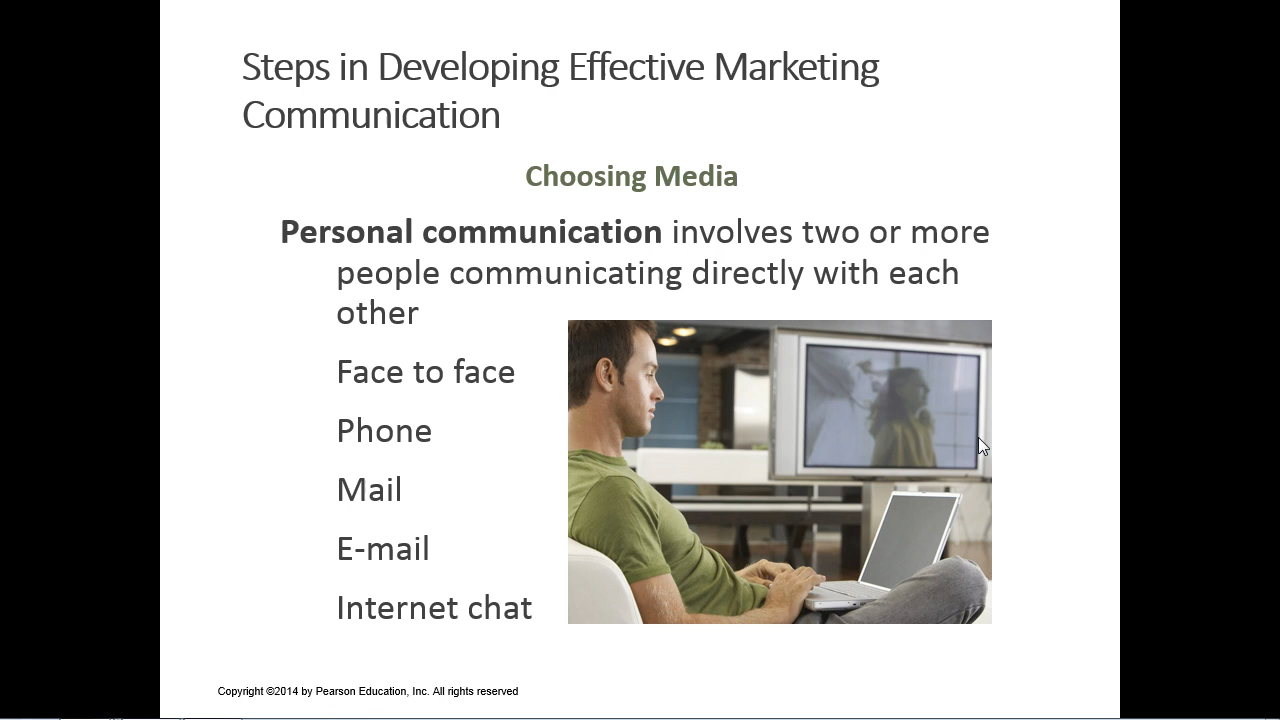 Steps in Developing Effective Marketing
Communication
Choosing Media
Personal communication involves two or more
people communicating directly with each
other
Face to face
Phone
Mail
E-mail
Internet chat
Copyright ©2014 by Pearson Education, Inc. All rights reserved